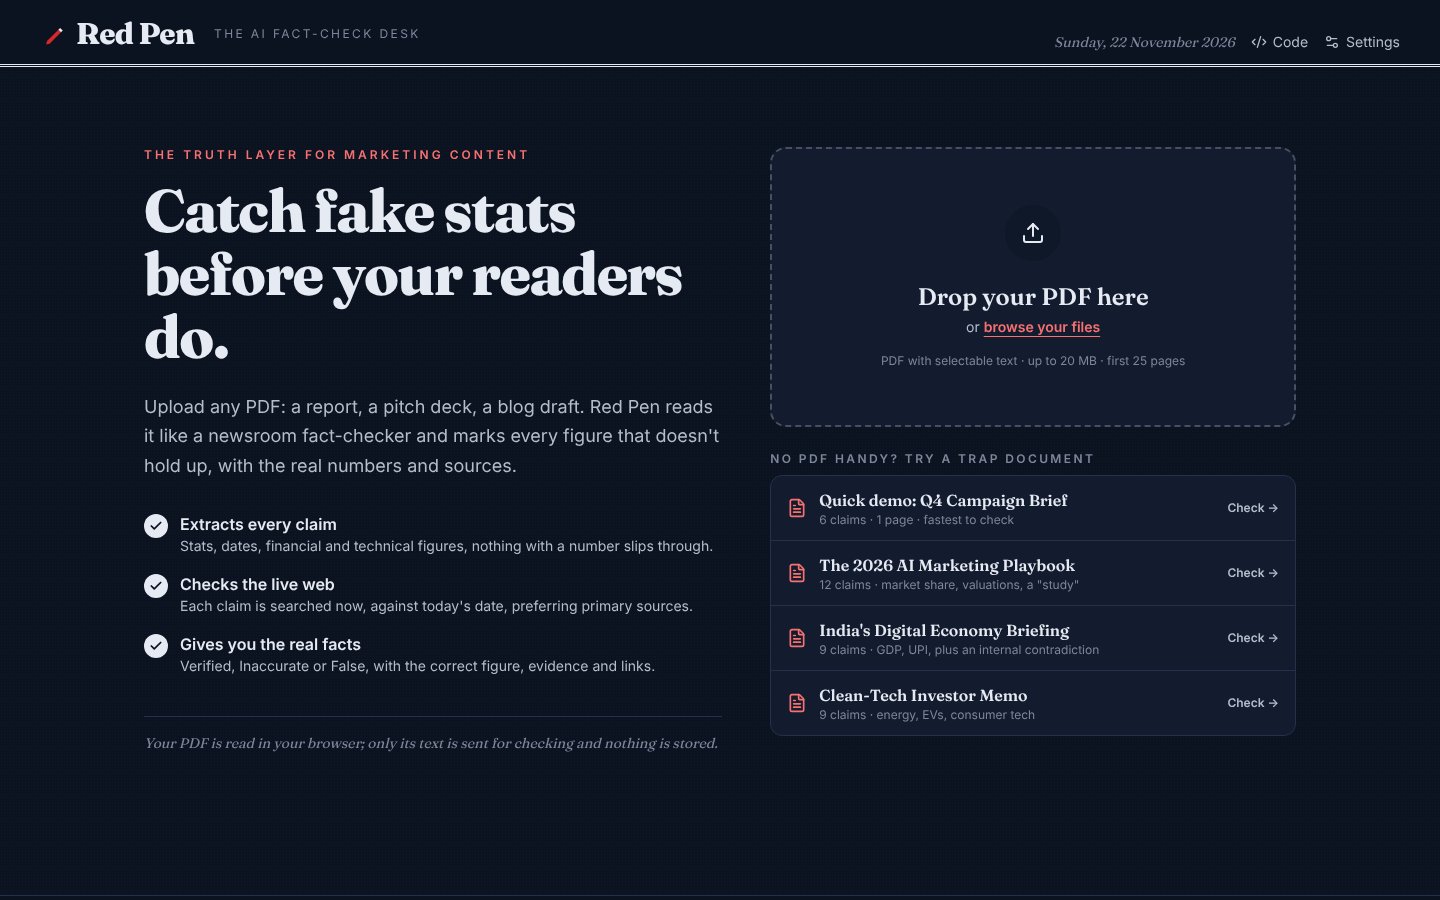 Red Pen
THE AI FACT-CHECK DESK
Sunday, 22 November 2026
Code
Settings
THE TRUTH LAYER FOR MARKETING CONTENT
Catch fake stats
before your readers
do.
Upload any PDF: a report, a pitch deck, a blog draft. Red Pen reads
it like a newsroom fact-checker and marks every figure that doesn't
hold up, with the real numbers and sources.
Extracts every claim
Stats, dates, financial and technical figures, nothing with a number slips through.
Checks the live web
Each claim is searched now, against today's date, preferring primary sources.
Gives you the real facts
Verified, Inaccurate or False, with the correct figure, evidence and links.
Your PDF is read in your browser; only its text is sent for checking and nothing is stored.
Drop your PDF here
or browse your files
PDF with selectable text · up to 20 MB · first 25 pages
NO PDF HANDY? TRY A TRAP DOCUMENT
Quick demo: Q4 Campaign Brief
6 claims · 1 page · fastest to check
Check →
The 2026 AI Marketing Playbook
12 claims · market share, valuations, a "study"
Check →
India's Digital Economy Briefing
9 claims · GDP, UPI, plus an internal contradiction
Check →
Clean-Tech Investor Memo
9 claims · energy, EVs, consumer tech
Check →